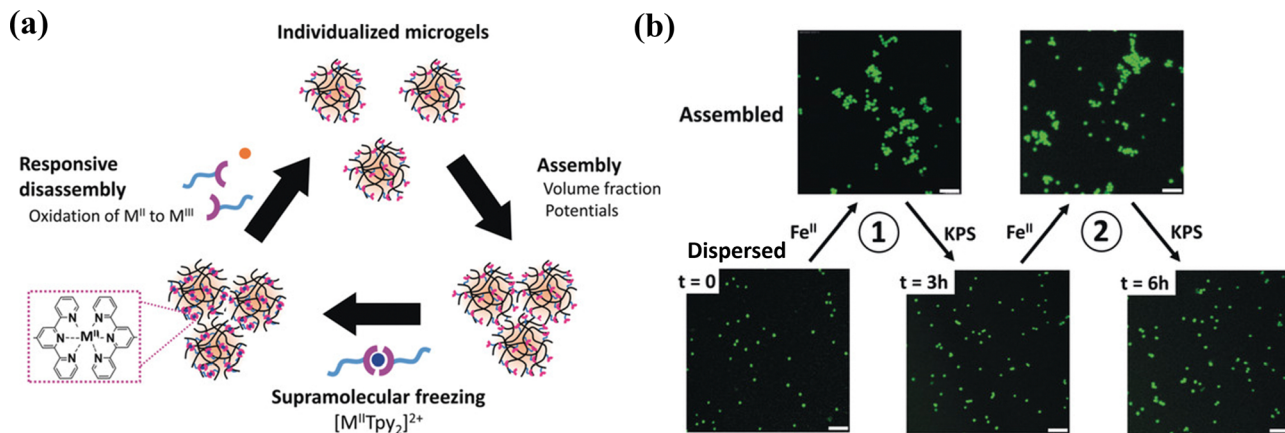 (a)
Individualized microgels
Responsive
disassembly
Oxidation of Mᴵᴵ to Mᴵᴵᴵ
Assembly
Volume fraction
Potentials
N N
N Mᴵᴵ N
N N
Supramolecular freezing
[MᴵᴵTpy₂]²⁺
(b)
Assembled
Feᴵᴵ 1 KPS Feᴵᴵ 2 KPS
Dispersed
t = 0
t = 3h
t = 6h